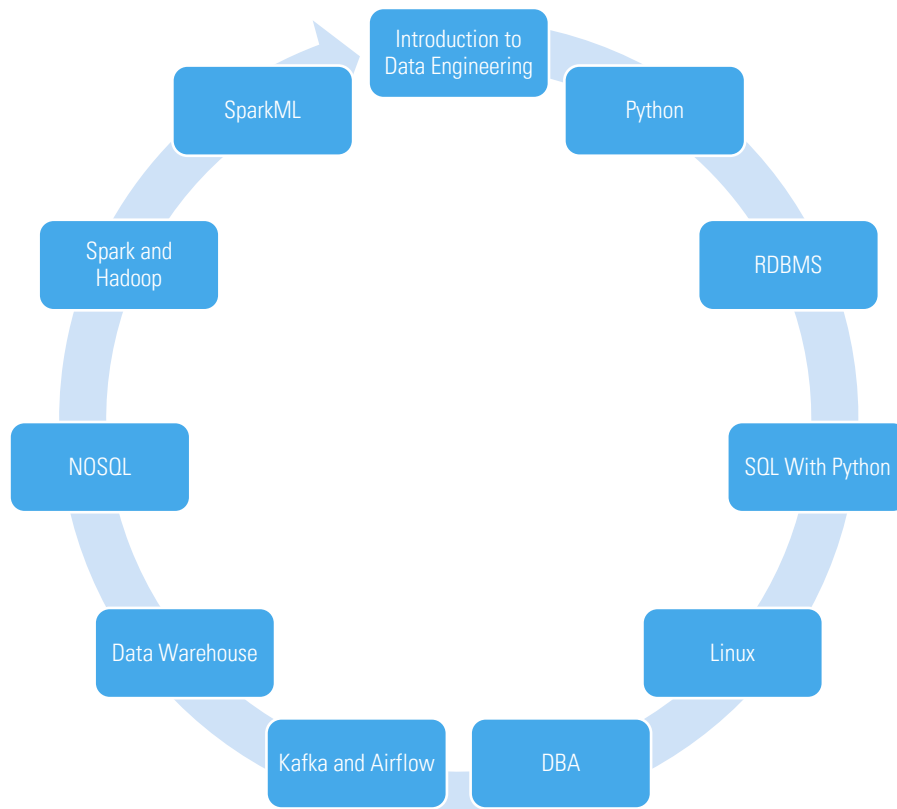 Introduction to
Data Engineering
Python
RDBMS
SQL With Python
Linux
DBA
Kafka and Airflow
Data Warehouse
NOSQL
Spark and
Hadoop
SparkML